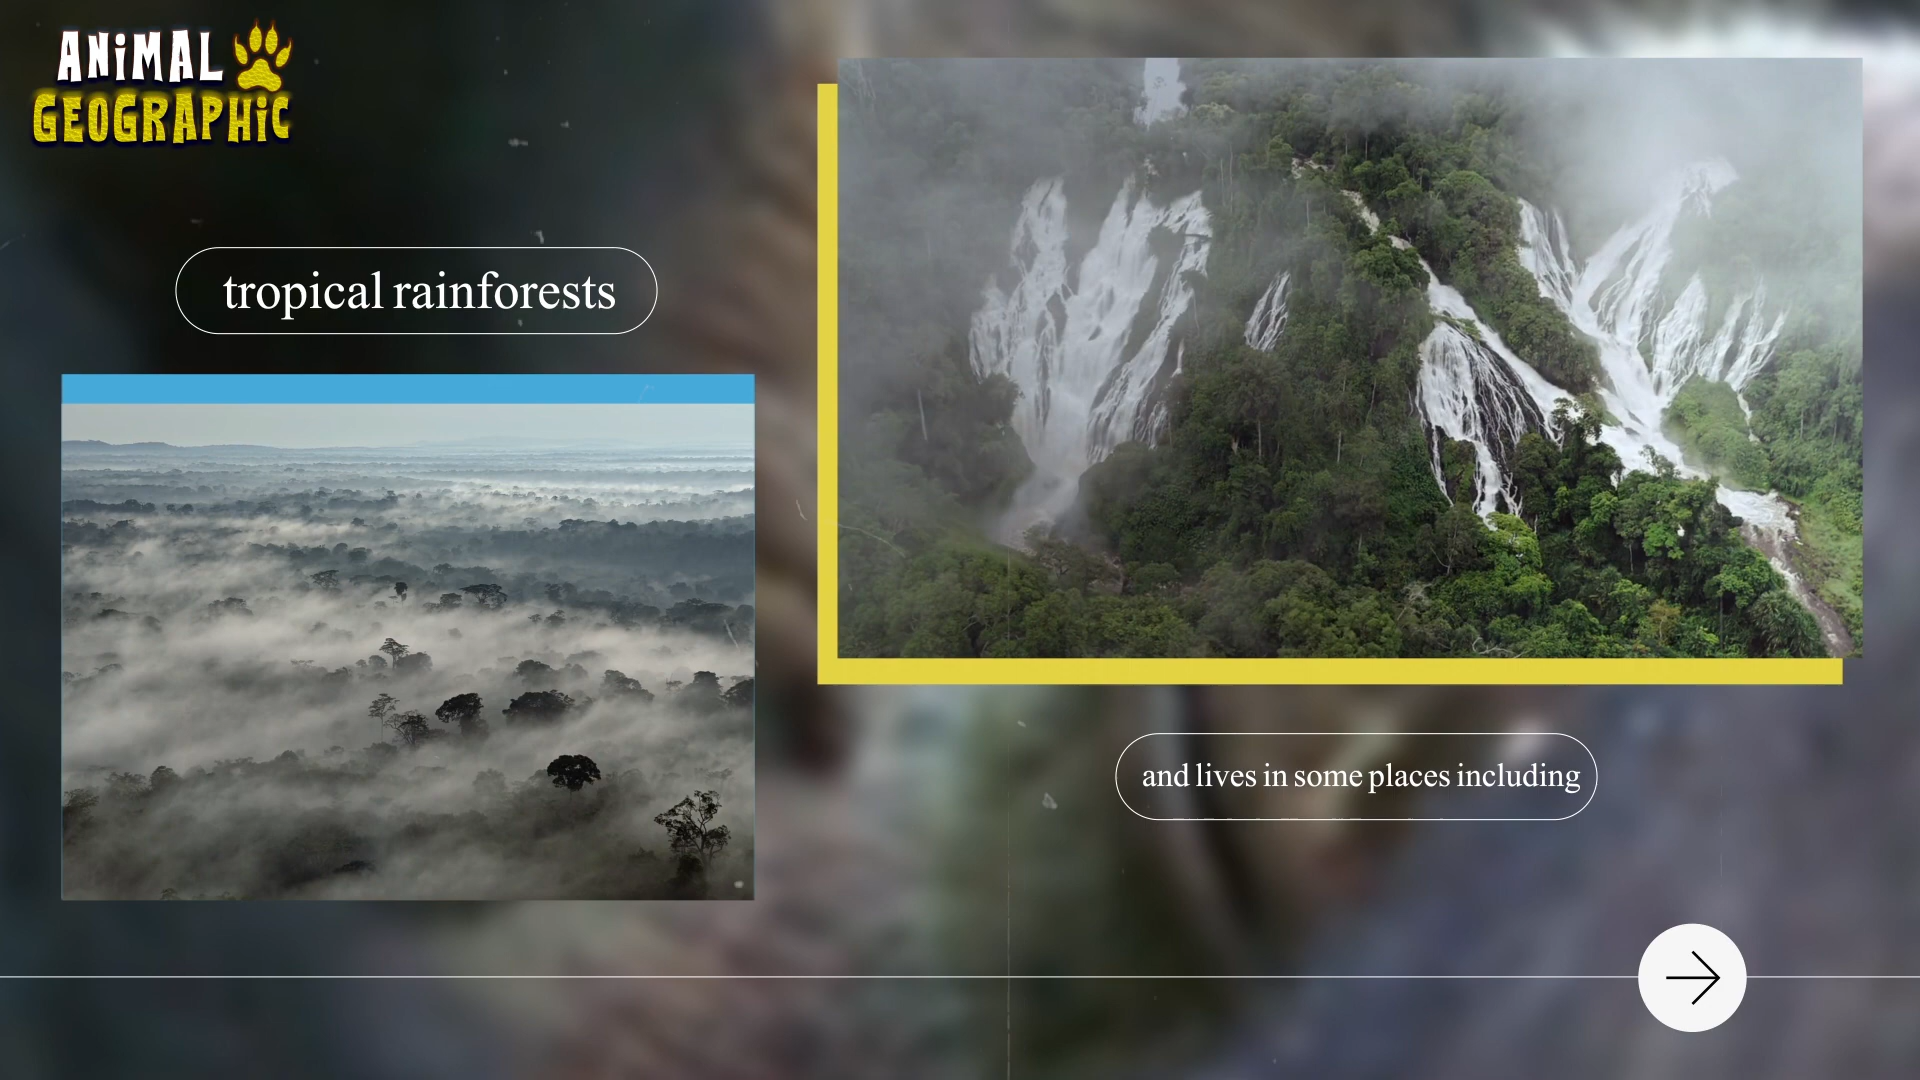 ANiMAL
GEOGRAPHiC
tropical rainforests
and lives in some places including